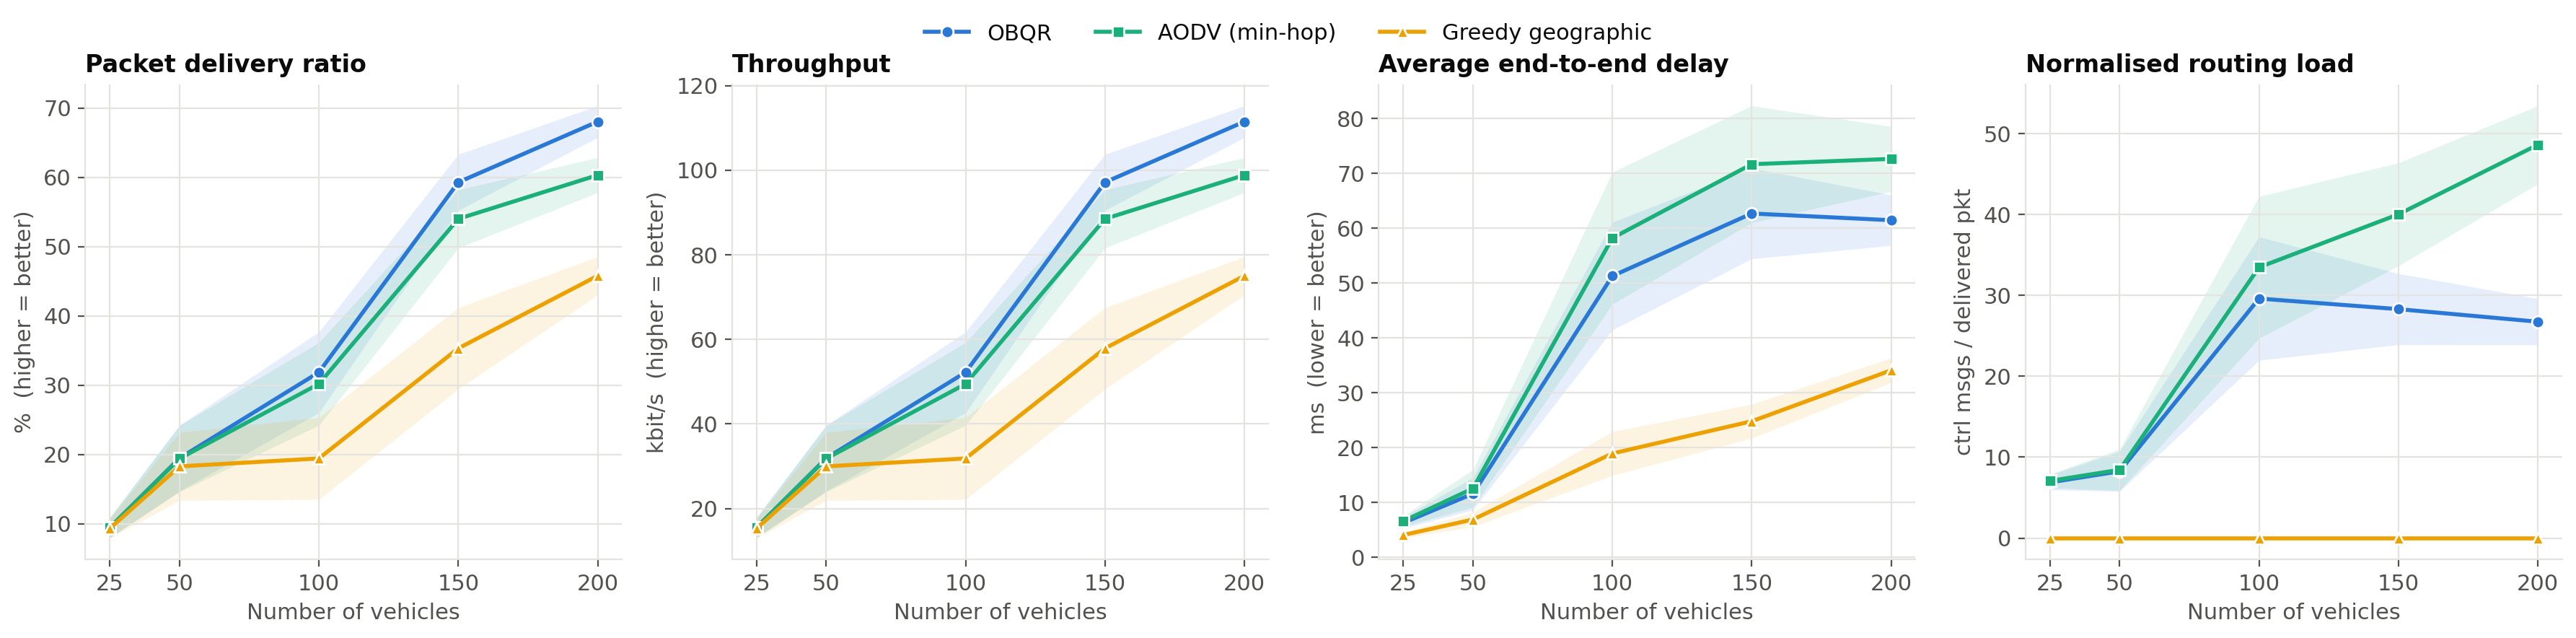 OBQR AODV (min-hop) Greedy geographic
Packet delivery ratio
% (higher = better)
70
60
50
40
30
20
10
25 50 100 150 200
Number of vehicles
Throughput
kbit/s (higher = better)
120
100
80
60
40
20
25 50 100 150 200
Number of vehicles
Average end-to-end delay
ms (lower = better)
80
70
60
50
40
30
20
10
0
25 50 100 150 200
Number of vehicles
Normalised routing load
ctrl msgs / delivered pkt
50
40
30
20
10
0
25 50 100 150 200
Number of vehicles